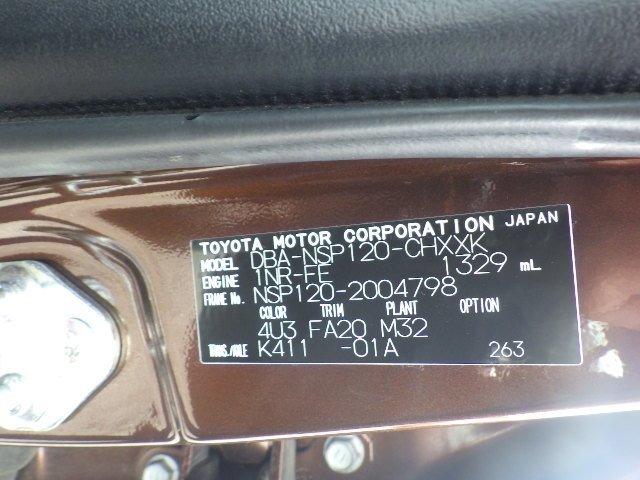 TOYOTA MOTOR CORPORATION JAPAN
MODEL DBA-NSP120-CHXXK
ENGINE 1NR-FE 1329 mL
FRAME No. NSP120-2004798
COLOR TRIM PLANT OPTION
4U3 FA20 M32
TRANS./AXLE K411 -01A 263